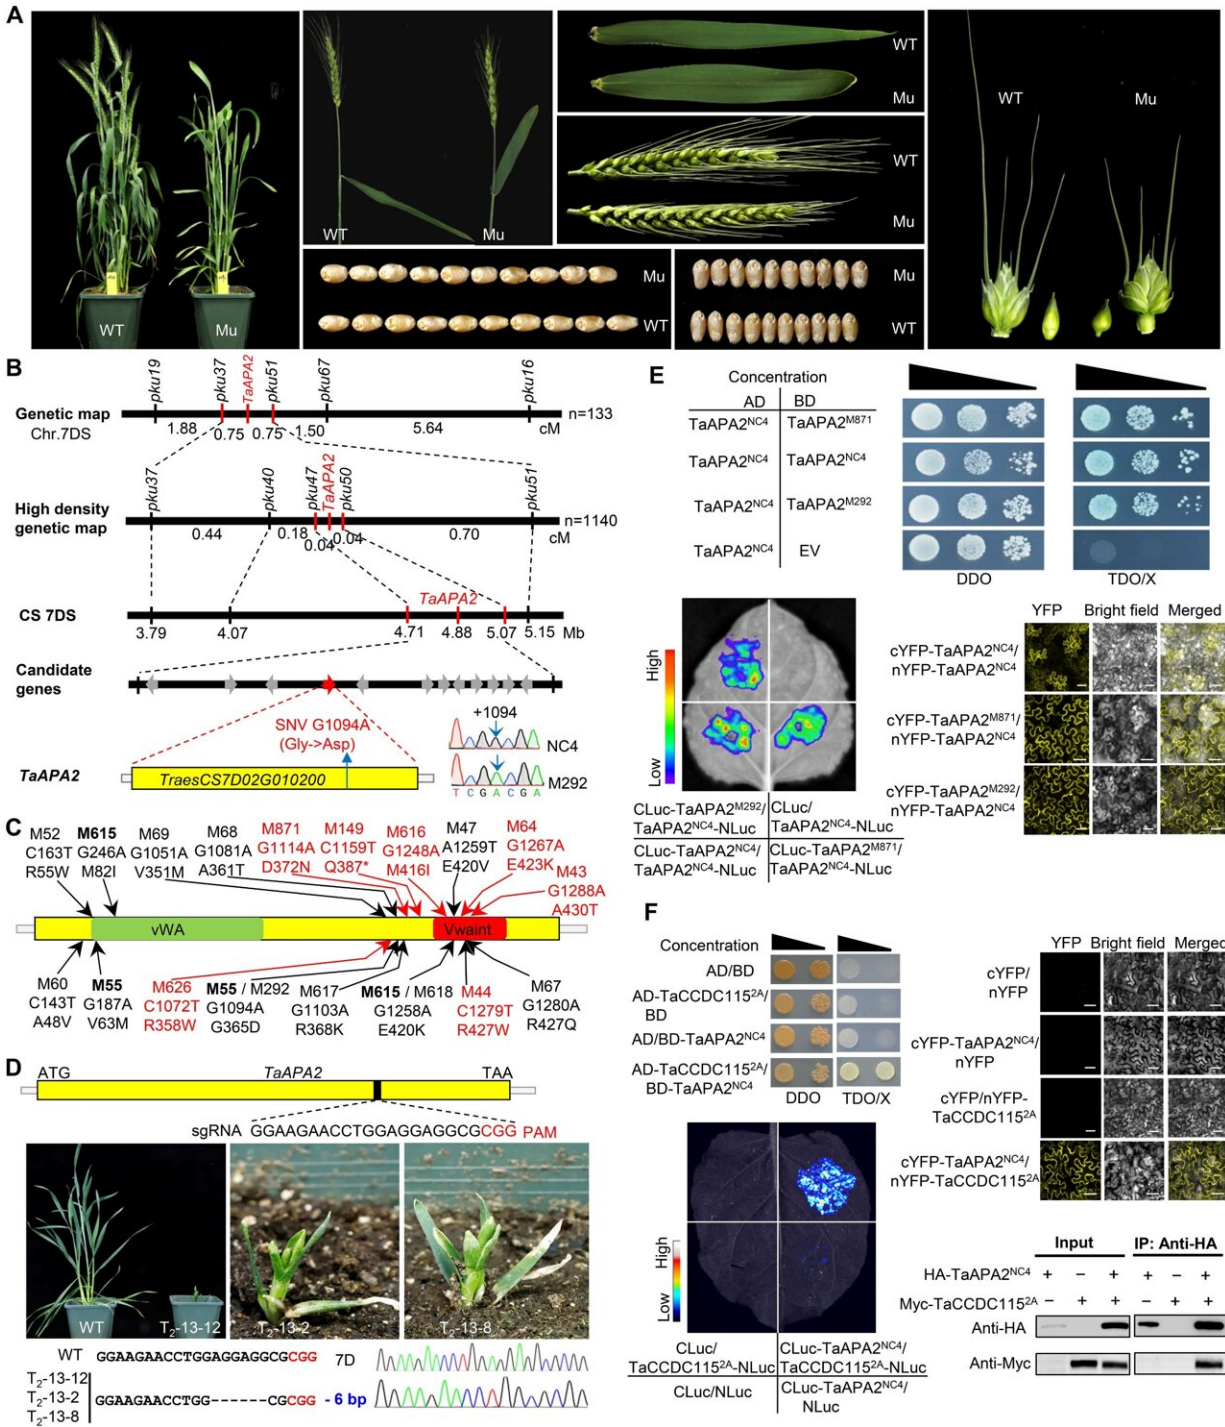 A
WT
Mu
WT
Mu
WT
Mu
WT
Mu
Mu
WT
Mu
WT
WT
Mu
B
pku19
pku37
TaAPA2
pku51
pku67
pku16
Genetic map
Chr.7DS
n=133
1.88
0.75
0.75
1.50
5.64
cM
pku37
pku40
pku47
TaAPA2
pku50
pku51
High density
genetic map
n=1140
0.44
0.18
0.04
0.04
0.70
cM
TaAPA2
CS 7DS
3.79
4.07
4.71
4.88
5.07
5.15
Mb
Candidate
genes
SNV G1094A
(Gly->Asp)
+1094
NC4
TaAPA2
TraesCS7D02G010200
M292
T C G A C G A
C
M52
C163T
R55W
M615
G246A
M82I
M69
G1051A
V351M
M68
G1081A
A361T
M871
G1114A
D372N
M149
C1159T
Q387*
M616
G1248A
M416I
M47
A1259T
E420V
M64
G1267A
E423K
M43
G1288A
A430T
vWA
Vwaint
M60
C143T
A48V
M55
G187A
V63M
M626
C1072T
R358W
M55 / M292
G1094A
G365D
M617
G1103A
R368K
M615 / M618
G1258A
E420K
M44
C1279T
R427W
M67
G1280A
R427Q
D
ATG
TaAPA2
TAA
sgRNA GGAAGAACCTGGAGGAGGCGCGG PAM
WT
T2-13-12
T2-13-2
T2-13-8
WT GGAAGAACCTGGAGGAGGCGCGG 7D
T2-13-12
T2-13-2
T2-13-8
GGAAGAACCTGG------CGCGG - 6 bp
E
Concentration
AD BD
TaAPA2NC4 TaAPA2M871
TaAPA2NC4 TaAPA2NC4
TaAPA2NC4 TaAPA2M292
TaAPA2NC4 EV
DDO
TDO/X
High
Low
CLuc-TaAPA2M292/
TaAPA2NC4-NLuc
CLuc/
TaAPA2NC4-NLuc
CLuc-TaAPA2NC4/
TaAPA2NC4-NLuc
CLuc-TaAPA2M871/
TaAPA2NC4-NLuc
YFP Bright field Merged
cYFP-TaAPA2NC4/
nYFP-TaAPA2NC4
cYFP-TaAPA2M871/
nYFP-TaAPA2NC4
cYFP-TaAPA2M292/
nYFP-TaAPA2NC4
F
Concentration
AD/BD
AD-TaCCDC1152A/
BD
AD/BD-TaAPA2NC4
AD-TaCCDC1152A/
BD-TaAPA2NC4
DDO
TDO/X
High
Low
CLuc/
TaCCDC1152A-NLuc
CLuc-TaAPA2NC4/
TaCCDC1152A-NLuc
CLuc/NLuc
CLuc-TaAPA2NC4/
NLuc
YFP Bright field Merged
cYFP/
nYFP
cYFP-TaAPA2NC4/
nYFP
cYFP/nYFP-
TaCCDC1152A
cYFP-TaAPA2NC4/
nYFP-TaCCDC1152A
Input
IP: Anti-HA
HA-TaAPA2NC4 + – + + – +
Myc-TaCCDC1152A – + + – + +
Anti-HA
Anti-Myc